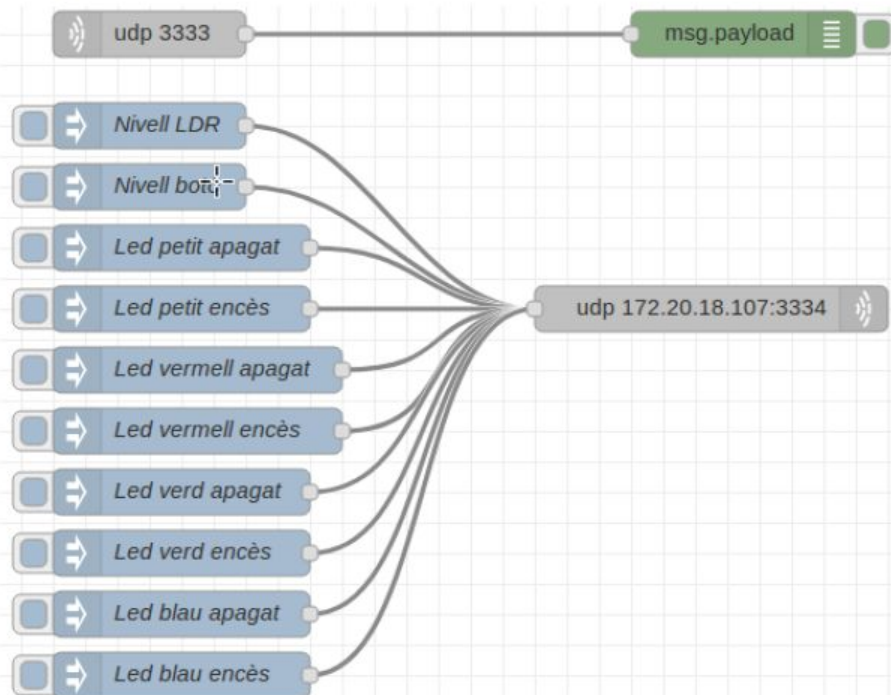 udp 3333
msg.payload
Nivell LDR
Nivell
Led petit apagat
Led petit encès
udp 172.20.18.107:3334
Led vermell apagat
Led vermell encès
Led verd apagat
Led verd encès
Led blau apagat
Led blau encès